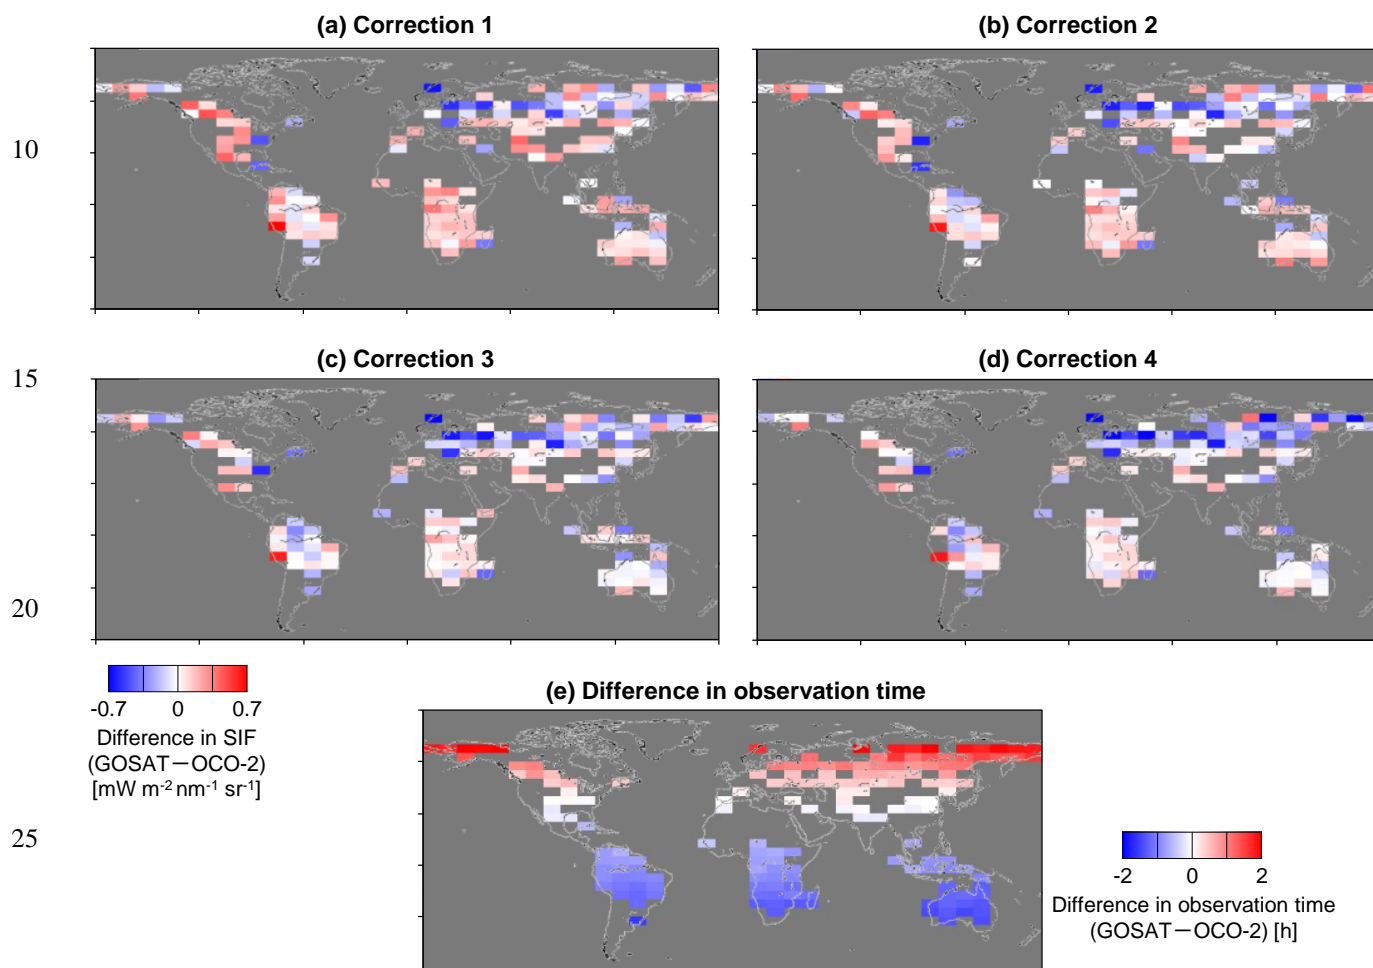 (a) Correction 1
(b) Correction 2
10
(c) Correction 3
(d) Correction 4
15
20
-0.7 0 0.7
Difference in SIF
(GOSAT－OCO-2)
[mW m-2 nm-1 sr-1]
(e) Difference in observation time
25
-2 0 2
Difference in observation time
(GOSAT－OCO-2) [h]